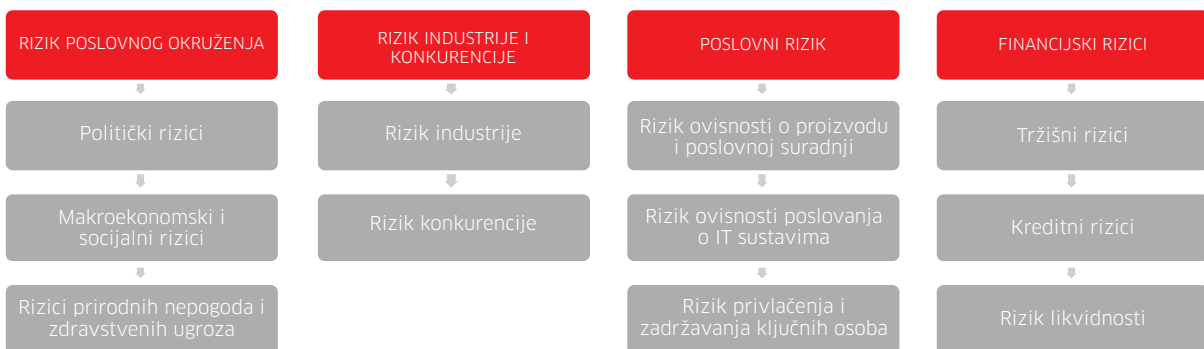 RIZIK POSLOVNOG OKRUŽENJA
Politički rizici
Makroekonomski i
socijalni rizici
Rizici prirodnih nepogoda i
zdravstvenih ugroza
RIZIK INDUSTRIJE I
KONKURENCIJE
Rizik industrije
Rizik konkurencije
POSLOVNI RIZIK
Rizik ovisnosti o proizvodu
i poslovnoj suradnji
Rizik ovisnosti poslovanja
o IT sustavima
Rizik privlačenja i
zadržavanja ključnih osoba
FINANCIJSKI RIZICI
Tržišni rizici
Kreditni rizici
Rizik likvidnosti